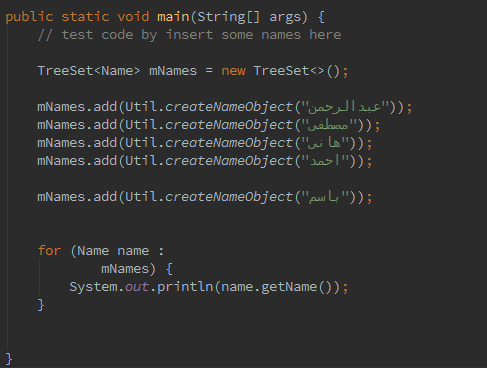 public static void main(String[] args) {
// test code by insert some names here
TreeSet<Name> mNames = new TreeSet<>();
mNames.add(Util.createNameObject("عبدالرحمن"));
mNames.add(Util.createNameObject("مصطفى"));
mNames.add(Util.createNameObject("هانى"));
mNames.add(Util.createNameObject("احمد"));
mNames.add(Util.createNameObject("باسم"));
for (Name name :
mNames) {
System.out.println(name.getName());
}
}